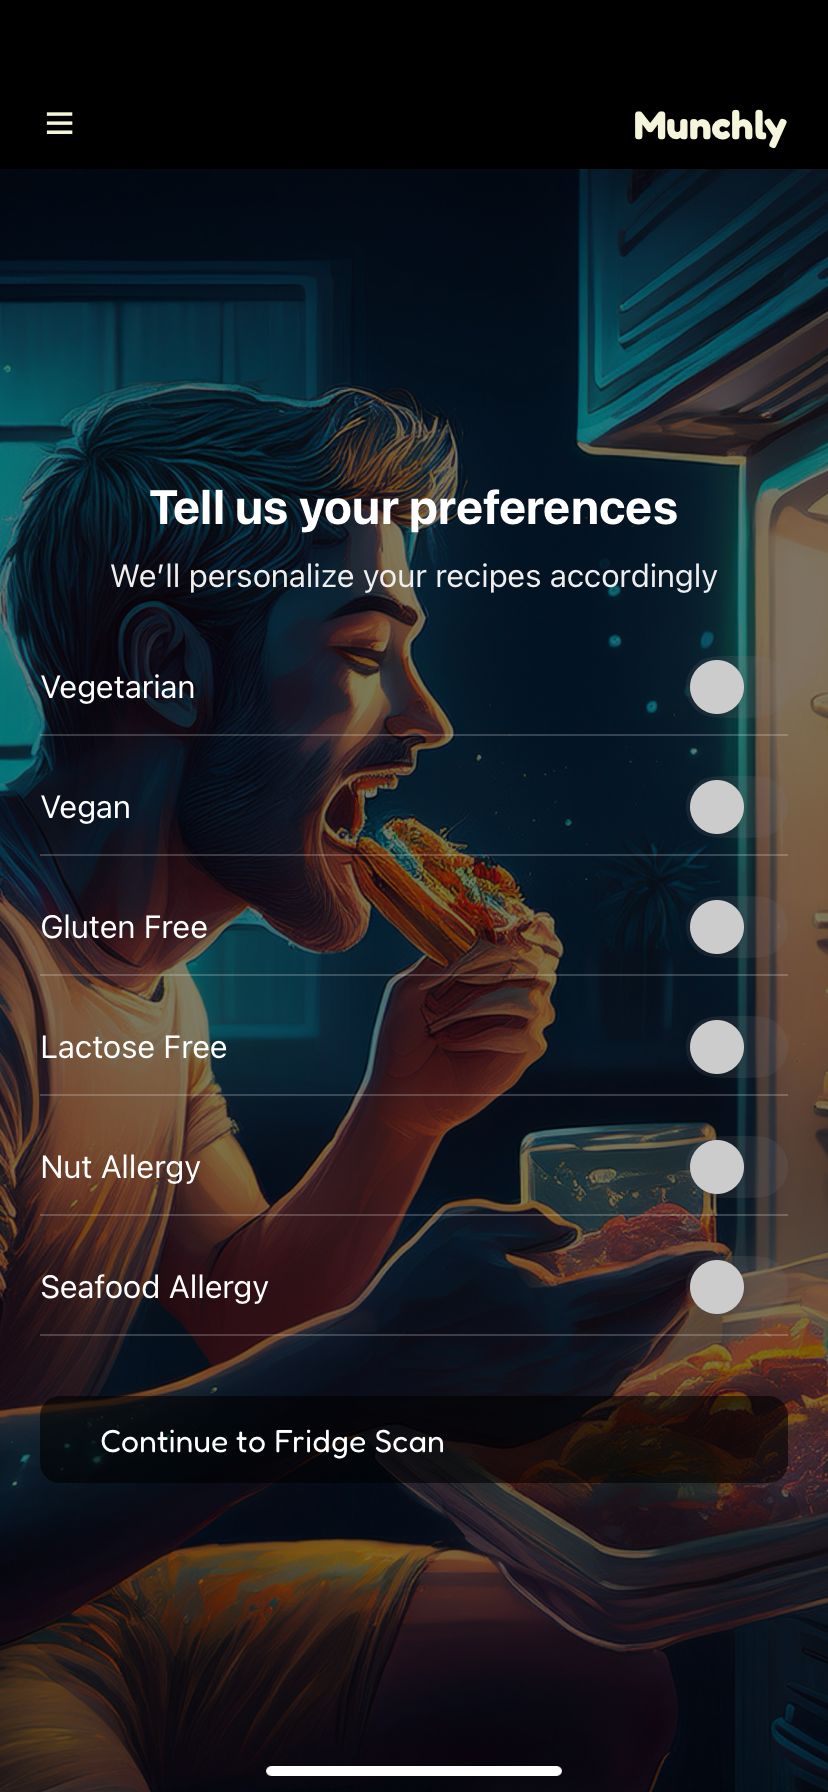 Munchly
Tell us your preferences
We’ll personalize your recipes accordingly
Vegetarian
Vegan
Gluten Free
Lactose Free
Nut Allergy
Seafood Allergy
Continue to Fridge Scan